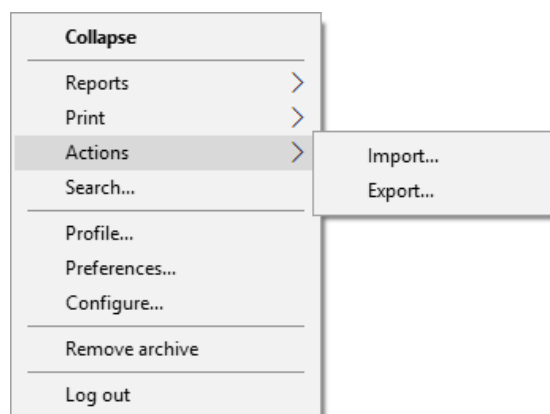 Collapse
Reports
Print
Actions
Import...
Export...
Search...
Profile...
Preferences...
Configure...
Remove archive
Log out